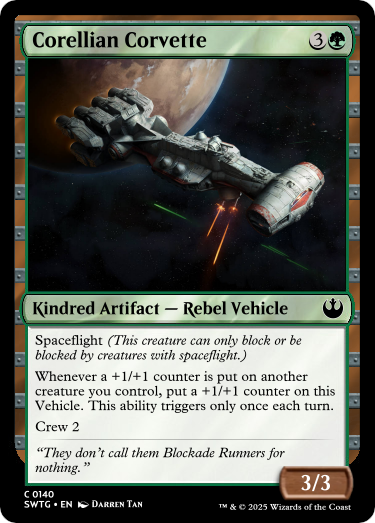 Corellian Corvette 3
Kindred Artifact — Rebel Vehicle
Spaceflight (This creature can only block or be
blocked by creatures with spaceflight.)
Whenever a +1/+1 counter is put on another
creature you control, put a +1/+1 counter on this
Vehicle. This ability triggers only once each turn.
Crew 2
“They don't call them Blockade Runners for
nothing.”
3/3
C 0140
SWTG • EN DARREN TAN
™ & © 2025 Wizards of the Coast